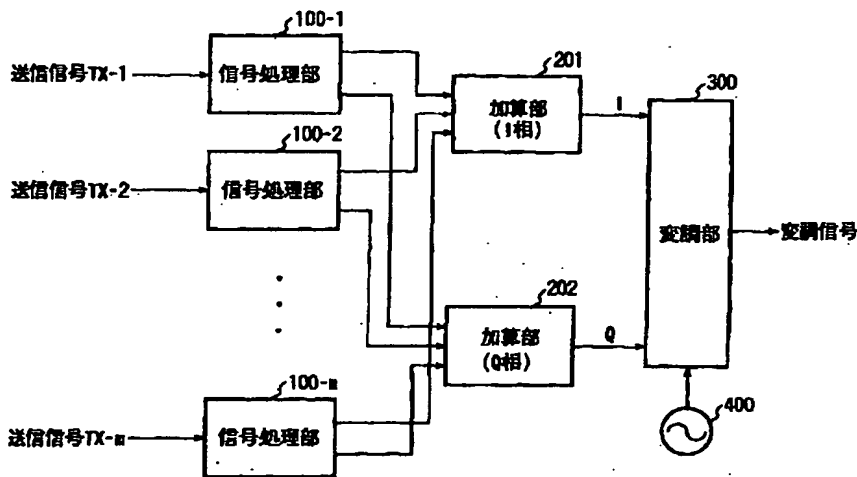 100-1
送信信号TX-1
信号処理部
201
加算部
(I相)
I
300
100-2
送信信号TX-2
信号処理部
変調部
変調信号
202
加算部
(Q相)
Q
100-m
送信信号TX-m
信号処理部
400